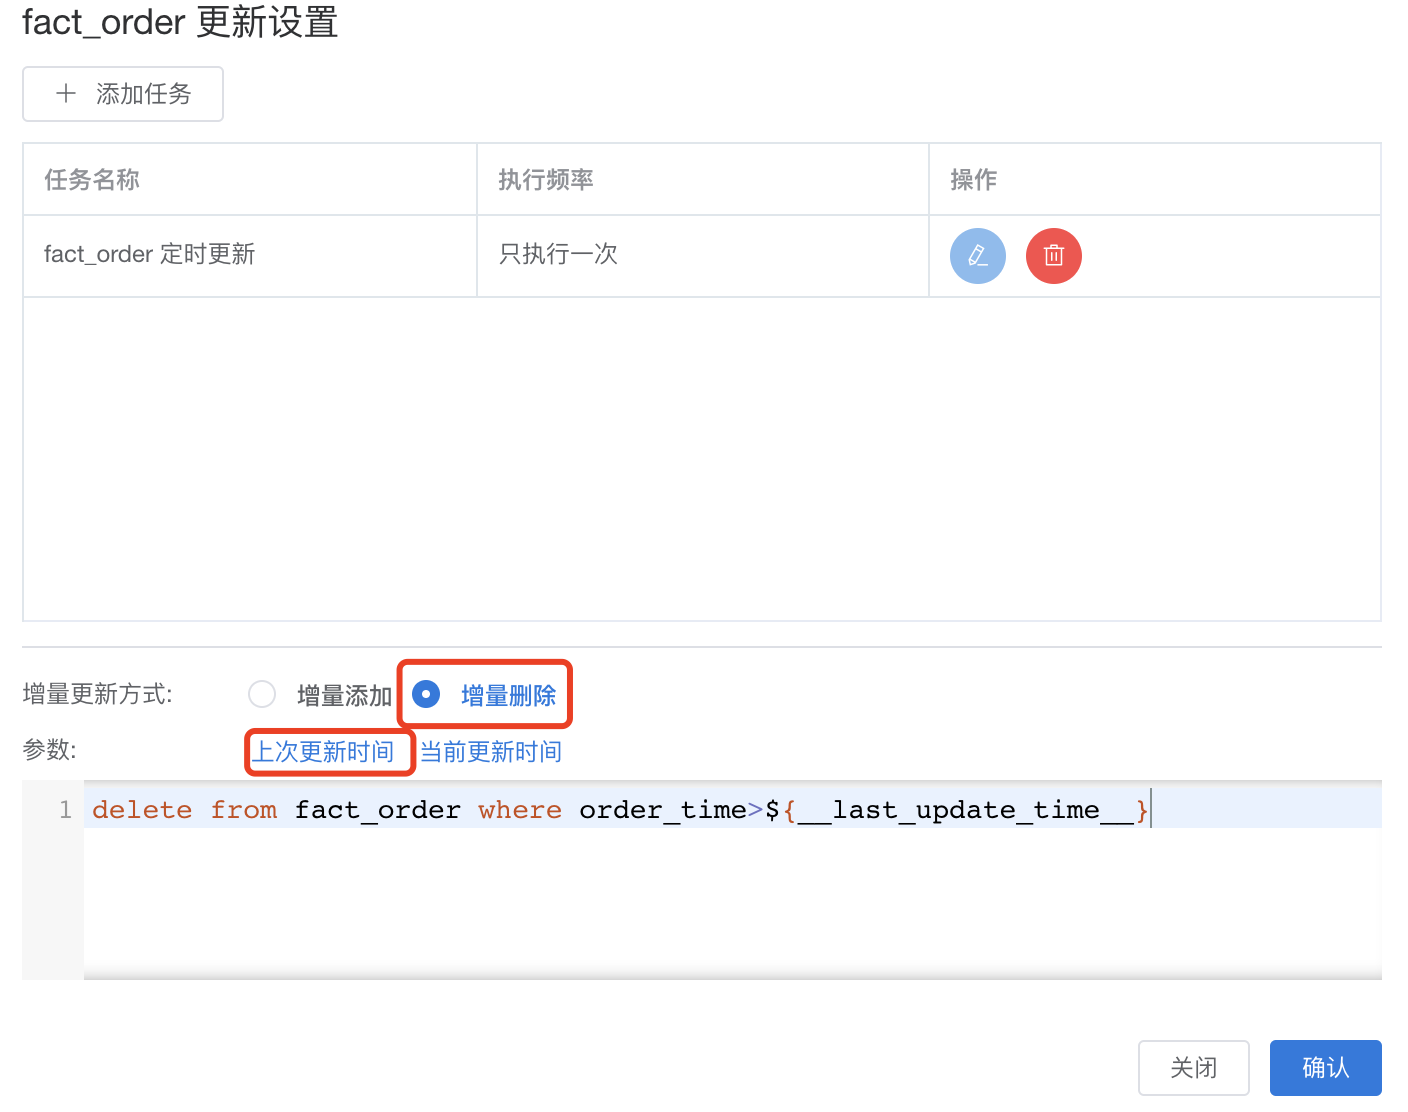 fact_order 更新设置
添加任务
任务名称 执行频率 操作
fact_order 定时更新 只执行一次
增量更新方式: 增量添加 增量删除
参数: 上次更新时间 当前更新时间
1 delete from fact_order where order_time>${__last_update_time__}
关闭 确认